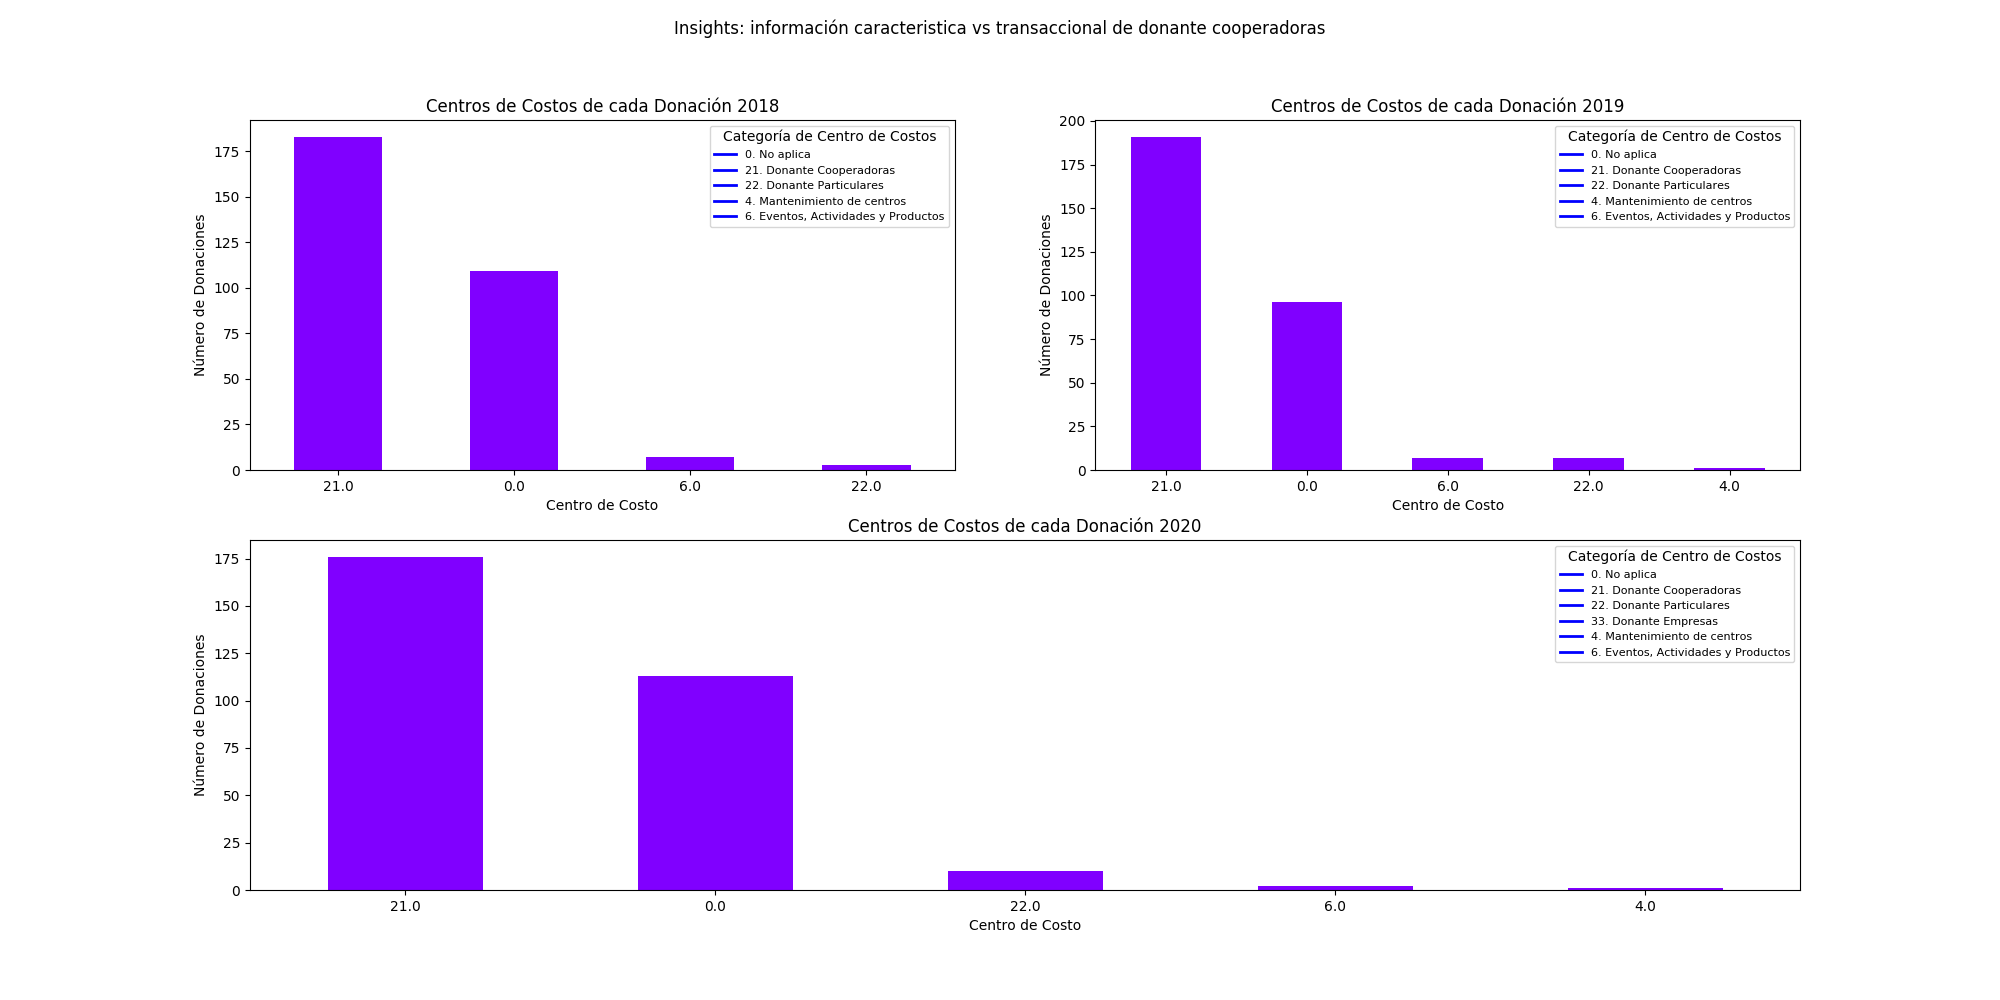 Insights: información caracteristica vs transaccional de donante cooperadoras
Centros de Costos de cada Donación 2018
Número de Donaciones
175
150
125
100
75
50
25
0
Categoría de Centro de Costos
0. No aplica
21. Donante Cooperadoras
22. Donante Particulares
4. Mantenimiento de centros
6. Eventos, Actividades y Productos
21.0 0.0 6.0 22.0
Centro de Costo
Centros de Costos de cada Donación 2019
Número de Donaciones
200
175
150
125
100
75
50
25
0
Categoría de Centro de Costos
0. No aplica
21. Donante Cooperadoras
22. Donante Particulares
4. Mantenimiento de centros
6. Eventos, Actividades y Productos
21.0 0.0 6.0 22.0 4.0
Centro de Costo
Centros de Costos de cada Donación 2020
Número de Donaciones
175
150
125
100
75
50
25
0
Categoría de Centro de Costos
0. No aplica
21. Donante Cooperadoras
22. Donante Particulares
33. Donante Empresas
4. Mantenimiento de centros
6. Eventos, Actividades y Productos
21.0 0.0 22.0 6.0 4.0
Centro de Costo